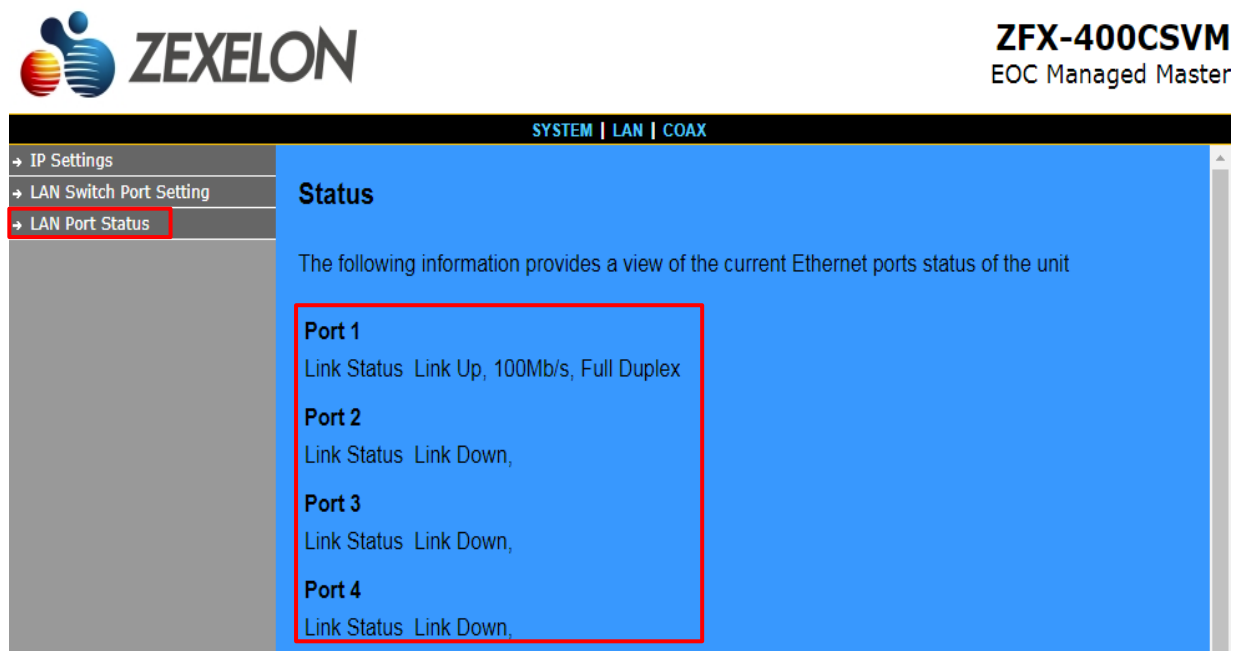 ZEXELON
ZFX-400CSVM
EOC Managed Master
SYSTEM | LAN | COAX
→ IP Settings
→ LAN Switch Port Setting
→ LAN Port Status
Status
The following information provides a view of the current Ethernet ports status of the unit
Port 1
Link Status Link Up, 100Mb/s, Full Duplex
Port 2
Link Status Link Down,
Port 3
Link Status Link Down,
Port 4
Link Status Link Down,